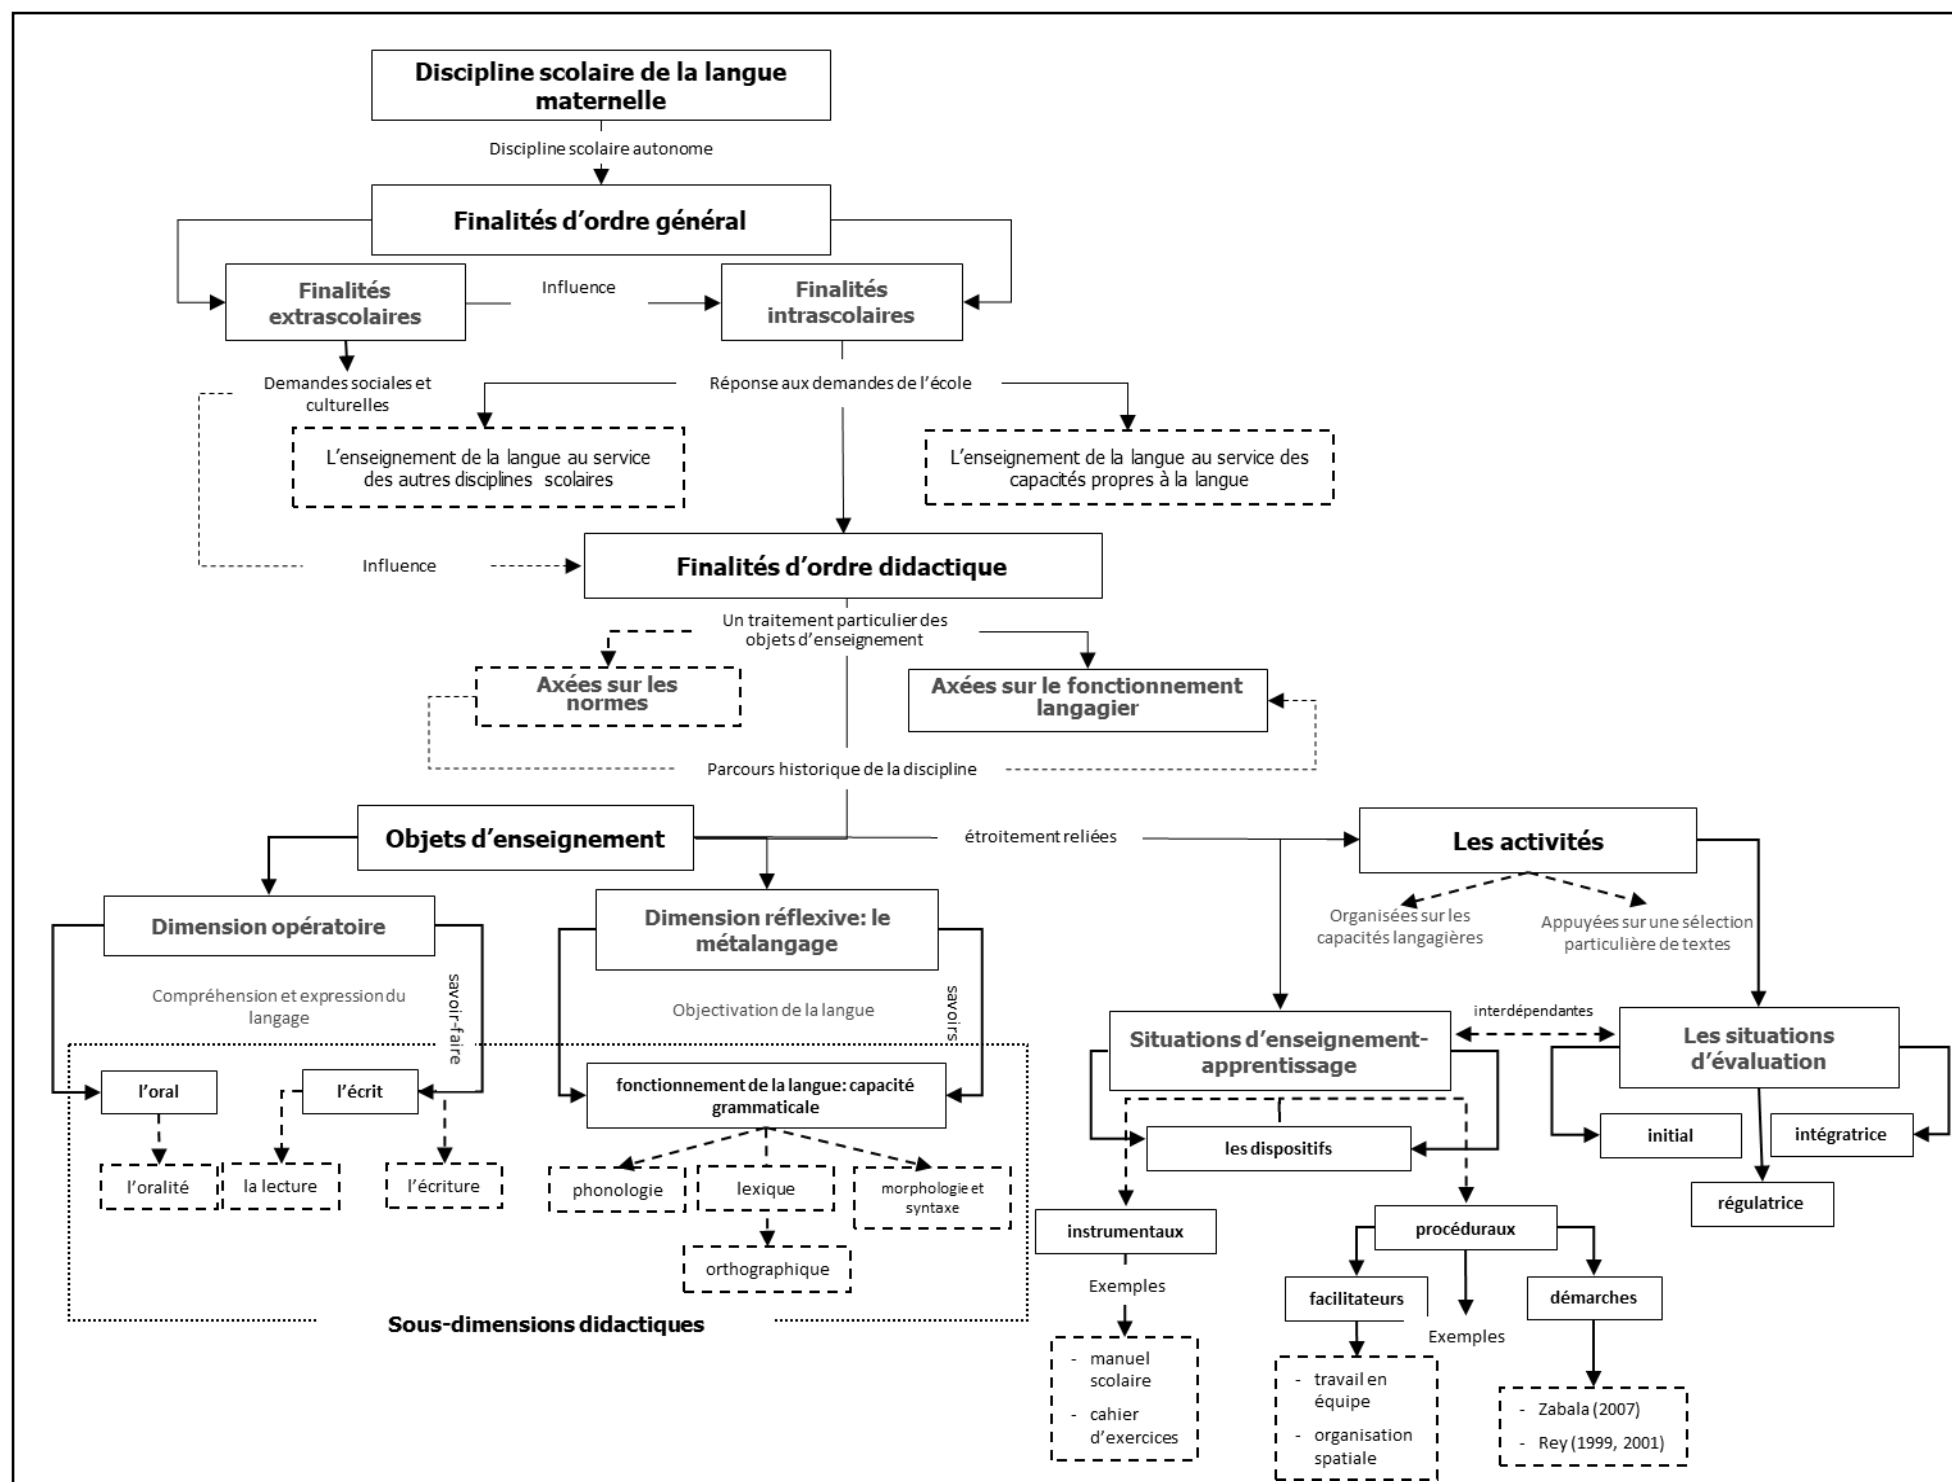 Discipline scolaire de la langue
maternelle
Discipline scolaire autonome
Finalités d'ordre général
Finalités
extrascolaires
Influence
Finalités
intrascolaires
Demandes sociales et
culturelles
Réponse aux demandes de l'école
L'enseignement de la langue au service
des autres disciplines scolaires
L'enseignement de la langue au service des
capacités propres à la langue
Influence
Finalités d'ordre didactique
Un traitement particulier des
objets d'enseignement
Axées sur les
normes
Axées sur le fonctionnement
langagier
Parcours historique de la discipline
Objets d'enseignement
étroitement reliées
Les activités
Dimension opératoire
Dimension réflexive: le
métalangage
Organisées sur les
capacités langagières
Appuyées sur une sélection
particulière de textes
Compréhension et expression du
langage
savoir-faire
Objectivation de la langue
savoirs
Situations d'enseignement-
apprentissage
interdépendantes
Les situations
d'évaluation
l'oral
l'écrit
fonctionnement de la langue: capacité
grammaticale
les dispositifs
initial
intégratrice
l'oralité
la lecture
l'écriture
phonologie
lexique
morphologie et
syntaxe
régulatrice
instrumentaux
procéduraux
orthographique
Exemples
facilitateurs
démarches
Sous-dimensions didactiques
Exemples
- manuel
scolaire
- cahier
d'exercices
- travail en
équipe
- organisation
spatiale
- Zabala (2007)
- Rey (1999, 2001)